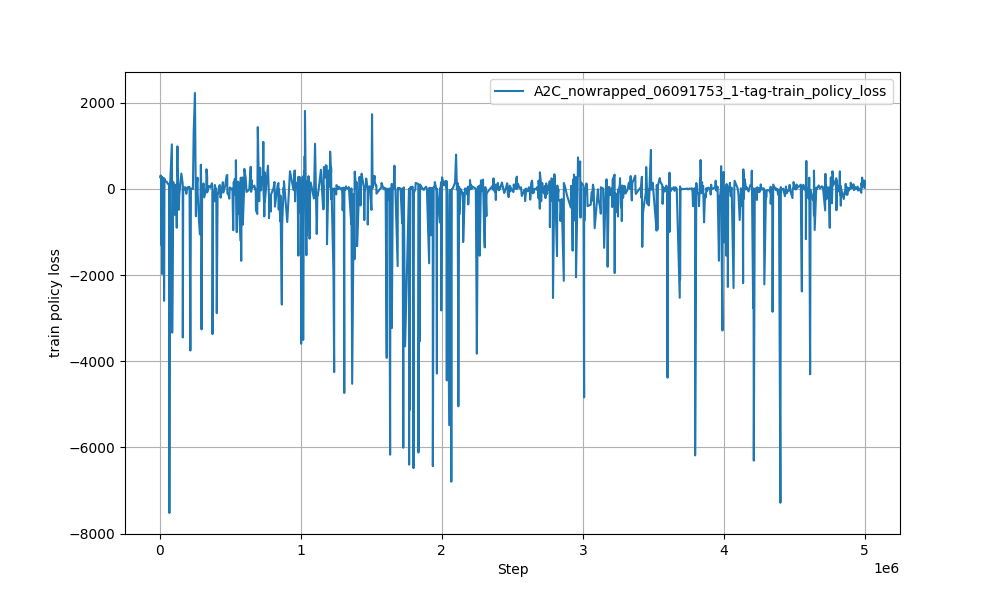 A2C_nowrapped_06091753_1-tag-train_policy_loss
2000
0
−2000
−4000
−6000
−8000
train policy loss
0 1 2 3 4 5
1e6
Step